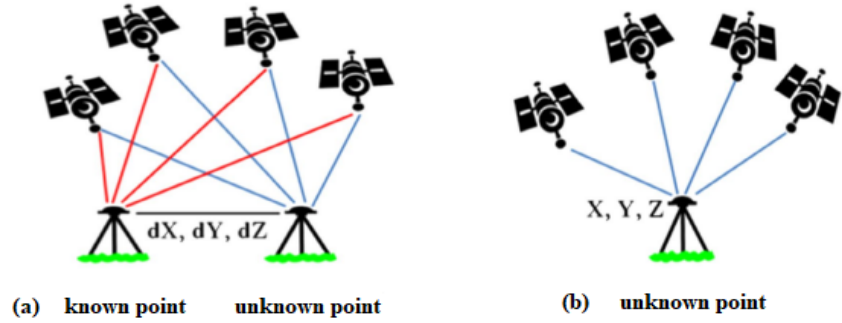 dX, dY, dZ
X, Y, Z
(a) known point unknown point
(b) unknown point